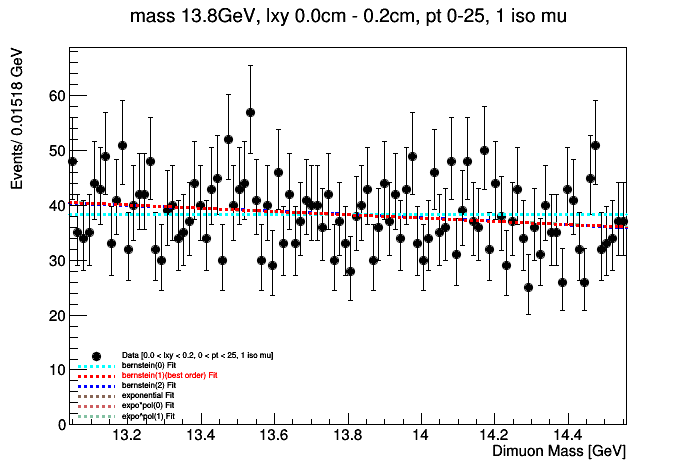 mass 13.8GeV, lxy 0.0cm - 0.2cm, pt 0-25, 1 iso mu
Events/ 0.01518 GeV
60
50
40
30
20
10
0
Data [0.0 < lxy < 0.2, 0 < pt < 25, 1 iso mu]
bernstein(0) Fit
bernstein(1)(best order) Fit
bernstein(2) Fit
exponential Fit
expo*pol(0) Fit
expo*pol(1) Fit
13.2 13.4 13.6 13.8 14 14.2 14.4
Dimuon Mass [GeV]